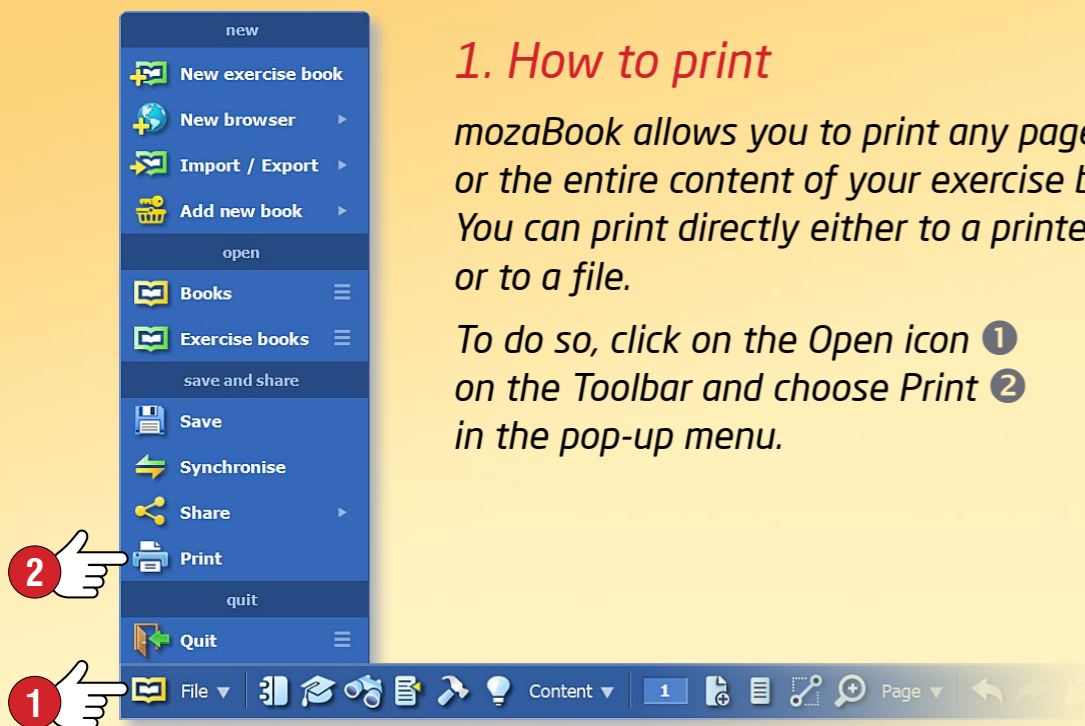 new
New exercise book
New browser
Import / Export
Add new book
open
Books
Exercise books
save and share
Save
Synchronise
Share
Print
quit
Quit
2
1
File
Content
1
Page
1. How to print
mozaBook allows you to print any page
or the entire content of your exercise
You can print directly either to a
or to a file.
To do so, click on the Open icon 1
on the Toolbar and choose Print 2
in the pop-up menu.